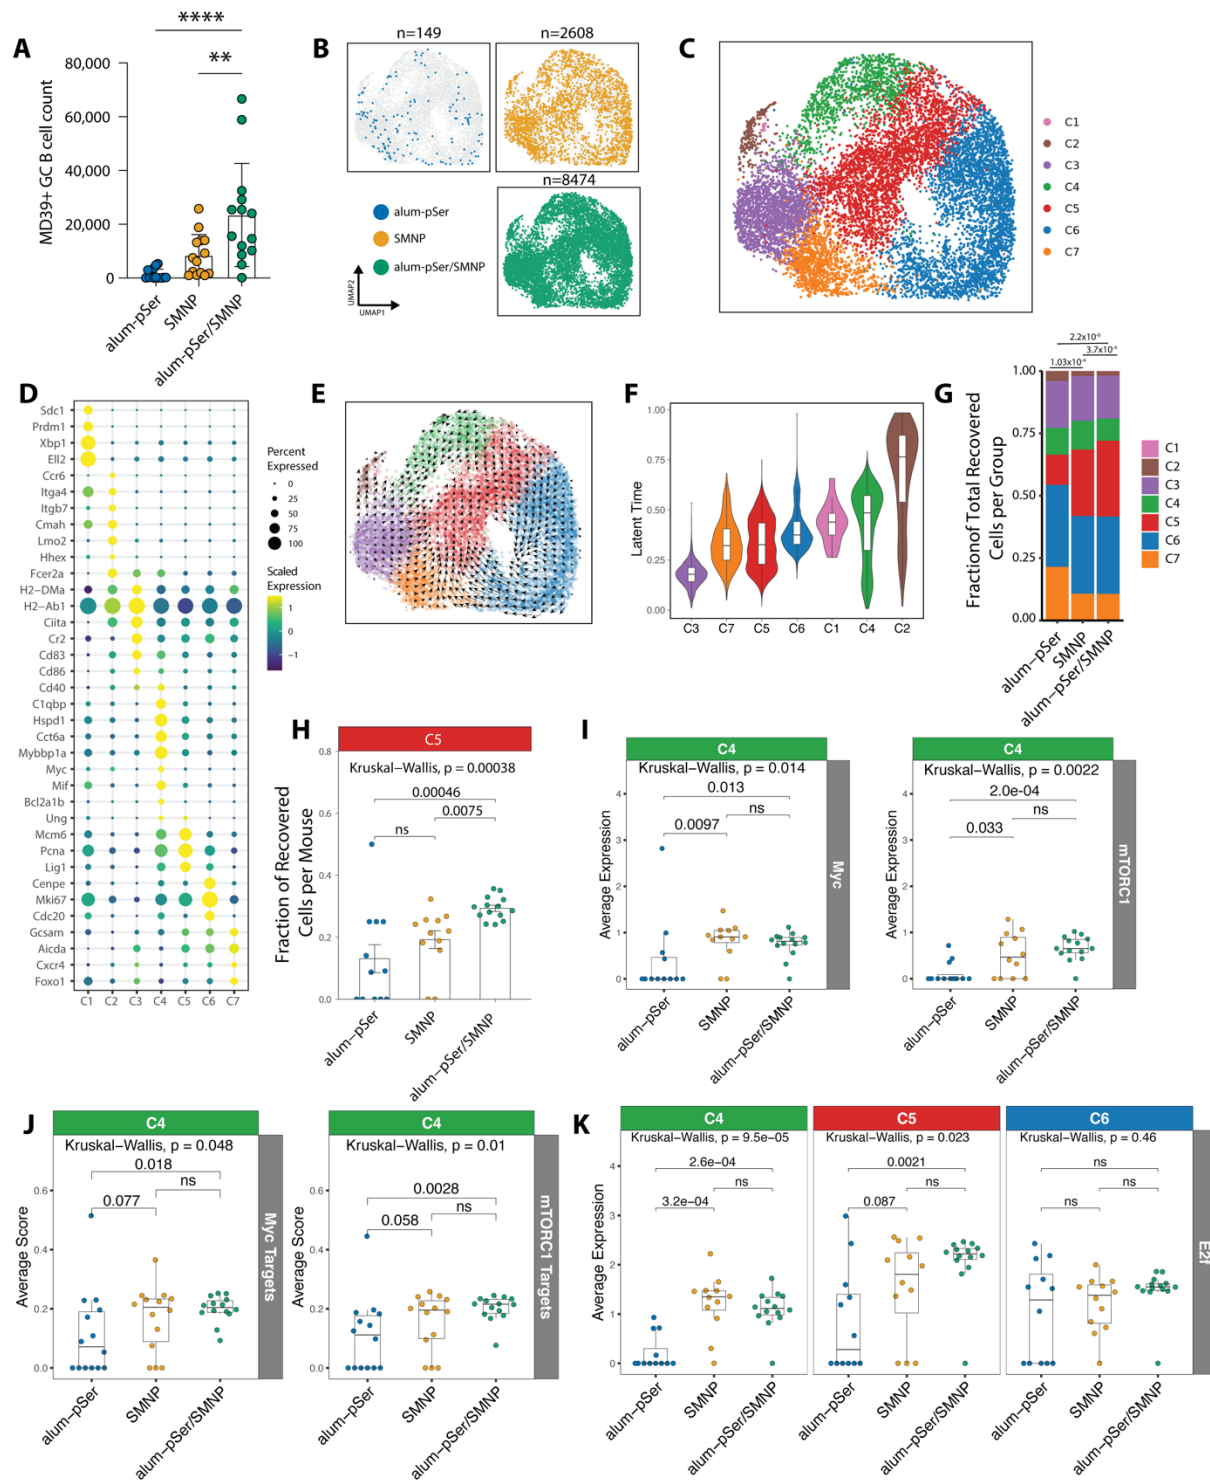 A
****
**
MD39+ GC B cell count
80,000
60,000
40,000
20,000
0
alum-pSer
SMNP
alum-pSer/SMNP
B
n=149
n=2608
n=8474
alum-pSer
SMNP
alum-pSer/SMNP
UMAP2
UMAP1
C
C1
C2
C3
C4
C5
C6
C7
D
Sdc1
Prdm1
Xbp1
Ell2
Ccr6
Itga4
Itgb7
Cmah
Lmo2
Hhex
Fcer2a
H2-DMa
H2-Ab1
Ciita
Cr2
Cd83
Cd86
Cd40
C1qbp
Hspd1
Cct6a
Mybbp1a
Myc
Mif
Bcl2a1b
Ung
Mcm6
Pcna
Lig1
Cenpe
Mki67
Cdc20
Gcsam
Aicda
Cxcr4
Foxo1
C1 C2 C3 C4 C5 C6 C7
Percent
Expressed
0
25
50
75
100
Scaled
Expression
1
0
-1
E
F
Latent Time
1.00
0.75
0.50
0.25
0.00
C3 C7 C5 C6 C1 C4 C2
G
Fractionof Total Recovered
Cells per Group
2.2x10-6
3.7x10-4
1.03x10-4
1.00
0.75
0.50
0.25
0.00
alum-pSer
SMNP
alum-pSer/SMNP
C1
C2
C3
C4
C5
C6
C7
H
C5
Kruskal-Wallis, p = 0.00038
0.00046
0.0075
ns
Fraction of Recovered
Cells per Mouse
0.8
0.6
0.4
0.2
0.0
alum-pSer
SMNP
alum-pSer/SMNP
I
C4
Kruskal-Wallis, p = 0.014
0.013
ns
0.0097
Average Expression
4
3
2
1
0
Myc
alum-pSer
SMNP
alum-pSer/SMNP
C4
Kruskal-Wallis, p = 0.0022
2.0e-04
ns
0.033
Average Expression
4
3
2
1
0
mTORC1
alum-pSer
SMNP
alum-pSer/SMNP
J
C4
Kruskal-Wallis, p = 0.048
0.018
ns
0.077
Average Score
0.6
0.4
0.2
0.0
Myc Targets
alum-pSer
SMNP
alum-pSer/SMNP
C4
Kruskal-Wallis, p = 0.01
0.0028
ns
0.058
Average Score
0.6
0.4
0.2
0.0
mTORC1 Targets
alum-pSer
SMNP
alum-pSer/SMNP
K
C4
C5
C6
Kruskal-Wallis, p = 9.5e-05
Kruskal-Wallis, p = 0.023
Kruskal-Wallis, p = 0.46
2.6e-04
ns
3.2e-04
0.0021
ns
0.087
ns
ns
ns
Average Expression
4
3
2
1
0
E2f
alum-pSer
SMNP
alum-pSer/SMNP
alum-pSer
SMNP
alum-pSer/SMNP
alum-pSer
SMNP
alum-pSer/SMNP